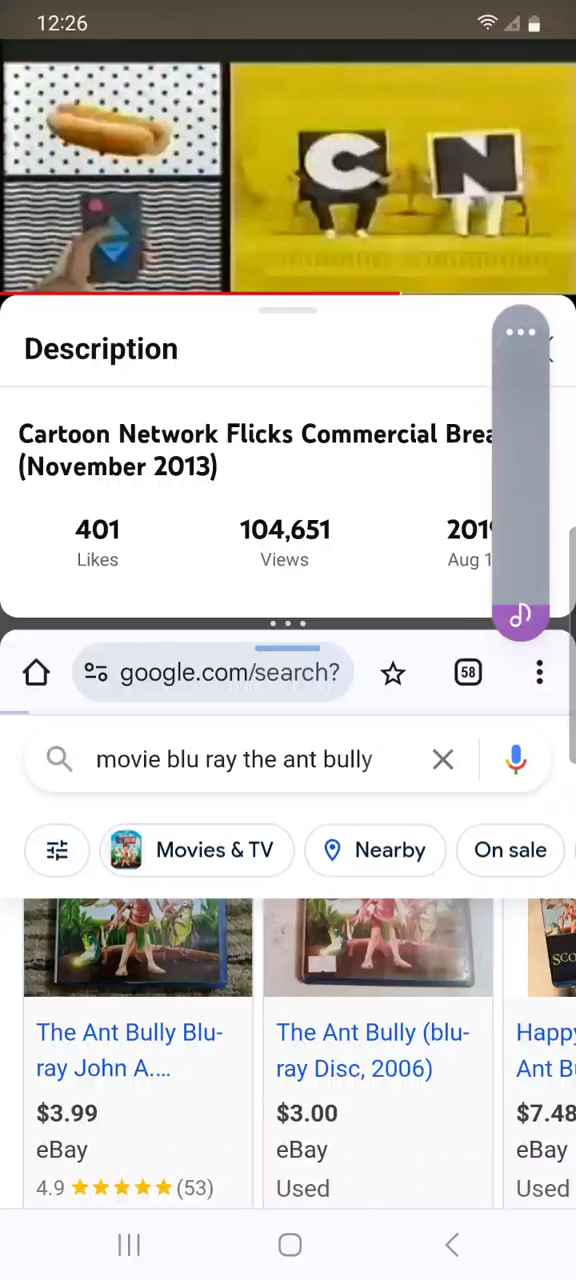 12:26
C N
Description
Cartoon Network Flicks Commercial
(November 2013)
401
104,651
Likes
Views
Aug 1
58
google.com/search?
movie blu ray the ant bully
Movies & TV
Nearby
On sale
The Ant Bully Blu-
ray John A....
$3.99
eBay
4.9 (53)
The Ant Bully (blu-
ray Disc, 2006)
$3.00
eBay
Used
Happy
Ant
$7.48
eBay
Used